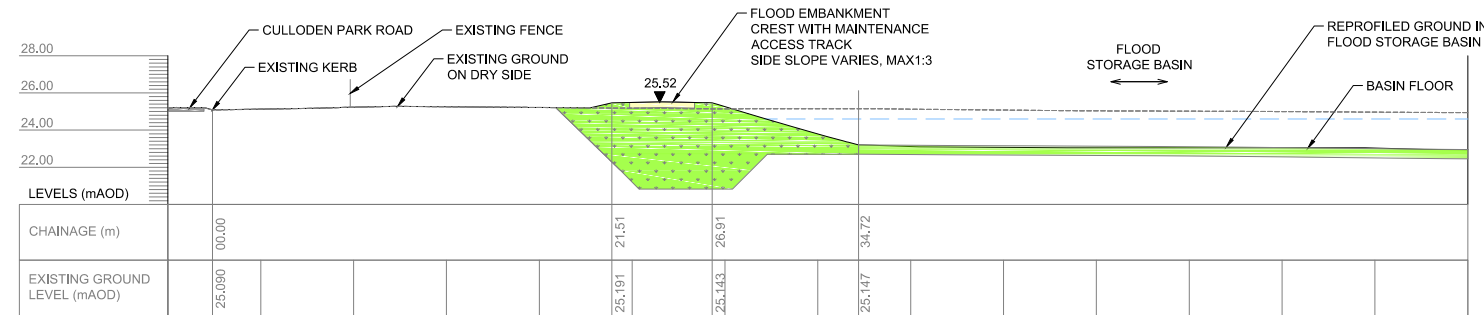 CULLODEN PARK ROAD
EXISTING FENCE
FLOOD EMBANKMENT
CREST WITH MAINTENANCE
ACCESS TRACK
SIDE SLOPE VARIES, MAX1:3
REPROFILED GROUND IN
FLOOD STORAGE BASIN
FLOOD
STORAGE BASIN
EXISTING KERB
EXISTING GROUND
ON DRY SIDE
BASIN FLOOR
25.52
28.00
26.00
24.00
22.00
LEVELS (mAOD)
CHAINAGE (m)
00.00
21.51
26.91
34.72
EXISTING GROUND
LEVEL (mAOD)
25.090
25.191
25.143
25.147